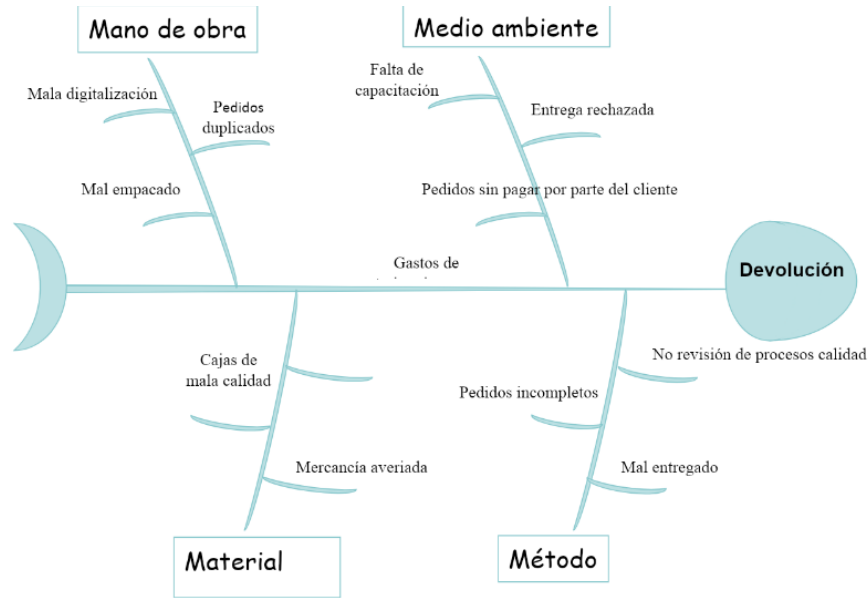 Mano de obra
Medio ambiente
Mala digitalización
Pedidos
duplicados
Mal empacado
Falta de
capacitación
Entrega rechazada
Pedidos sin pagar por parte del cliente
Gastos de
Devolución
Cajas de
mala calidad
Mercancía averiada
No revisión de procesos calidad
Pedidos incompletos
Mal entregado
Material
Método